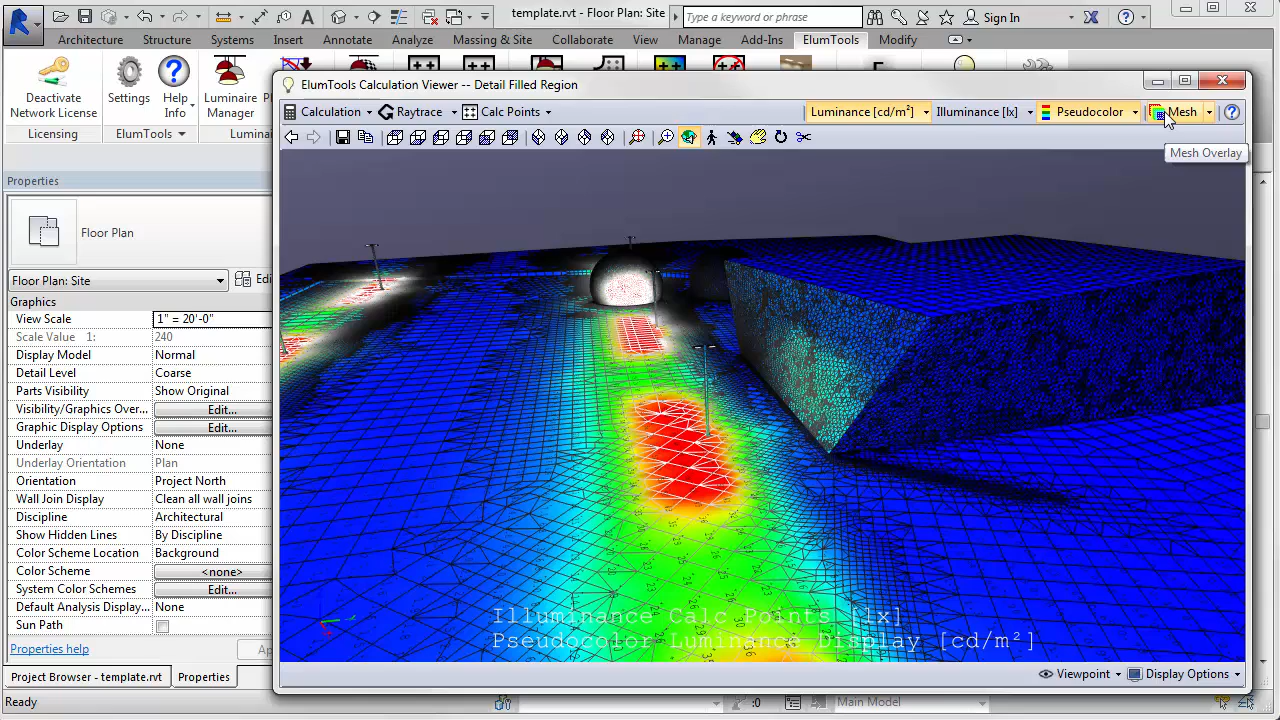 template.rvt - Floor Plan: Site
Type a keyword or phrase
Sign In
Architecture Structure Systems Insert Annotate Analyze Massing & Site Collaborate View Manage Add-Ins ElumTools Modify
Deactivate
Network License
Settings
Help
Info
Luminaire
Manager
Licensing
ElumTools
ElumTools Calculation Viewer -- Detail Filled Region
Calculation Raytrace Calc Points Luminance [cd/m²] Illuminance [lx] Pseudocolor Mesh
Mesh Overlay
Properties
Floor Plan
Floor Plan: Site
Graphics
View Scale 1" = 20'-0"
Scale Value 1: 240
Display Model Normal
Detail Level Coarse
Parts Visibility Show Original
Visibility/Graphics Over... Edit...
Graphic Display Options Edit...
Underlay None
Underlay Orientation Plan
Orientation Project North
Wall Join Display Clean all wall joins
Discipline Architectural
Show Hidden Lines By Discipline
Color Scheme Location Background
Color Scheme <none>
System Color Schemes Edit...
Default Analysis Display... None
Sun Path
Properties help
Project Browser - template.rvt Properties
Illuminance Calc Points [lx]
Pseudocolor Luminance Display [cd/m²]
Viewpoint Display Options
Ready
:0
Main Model